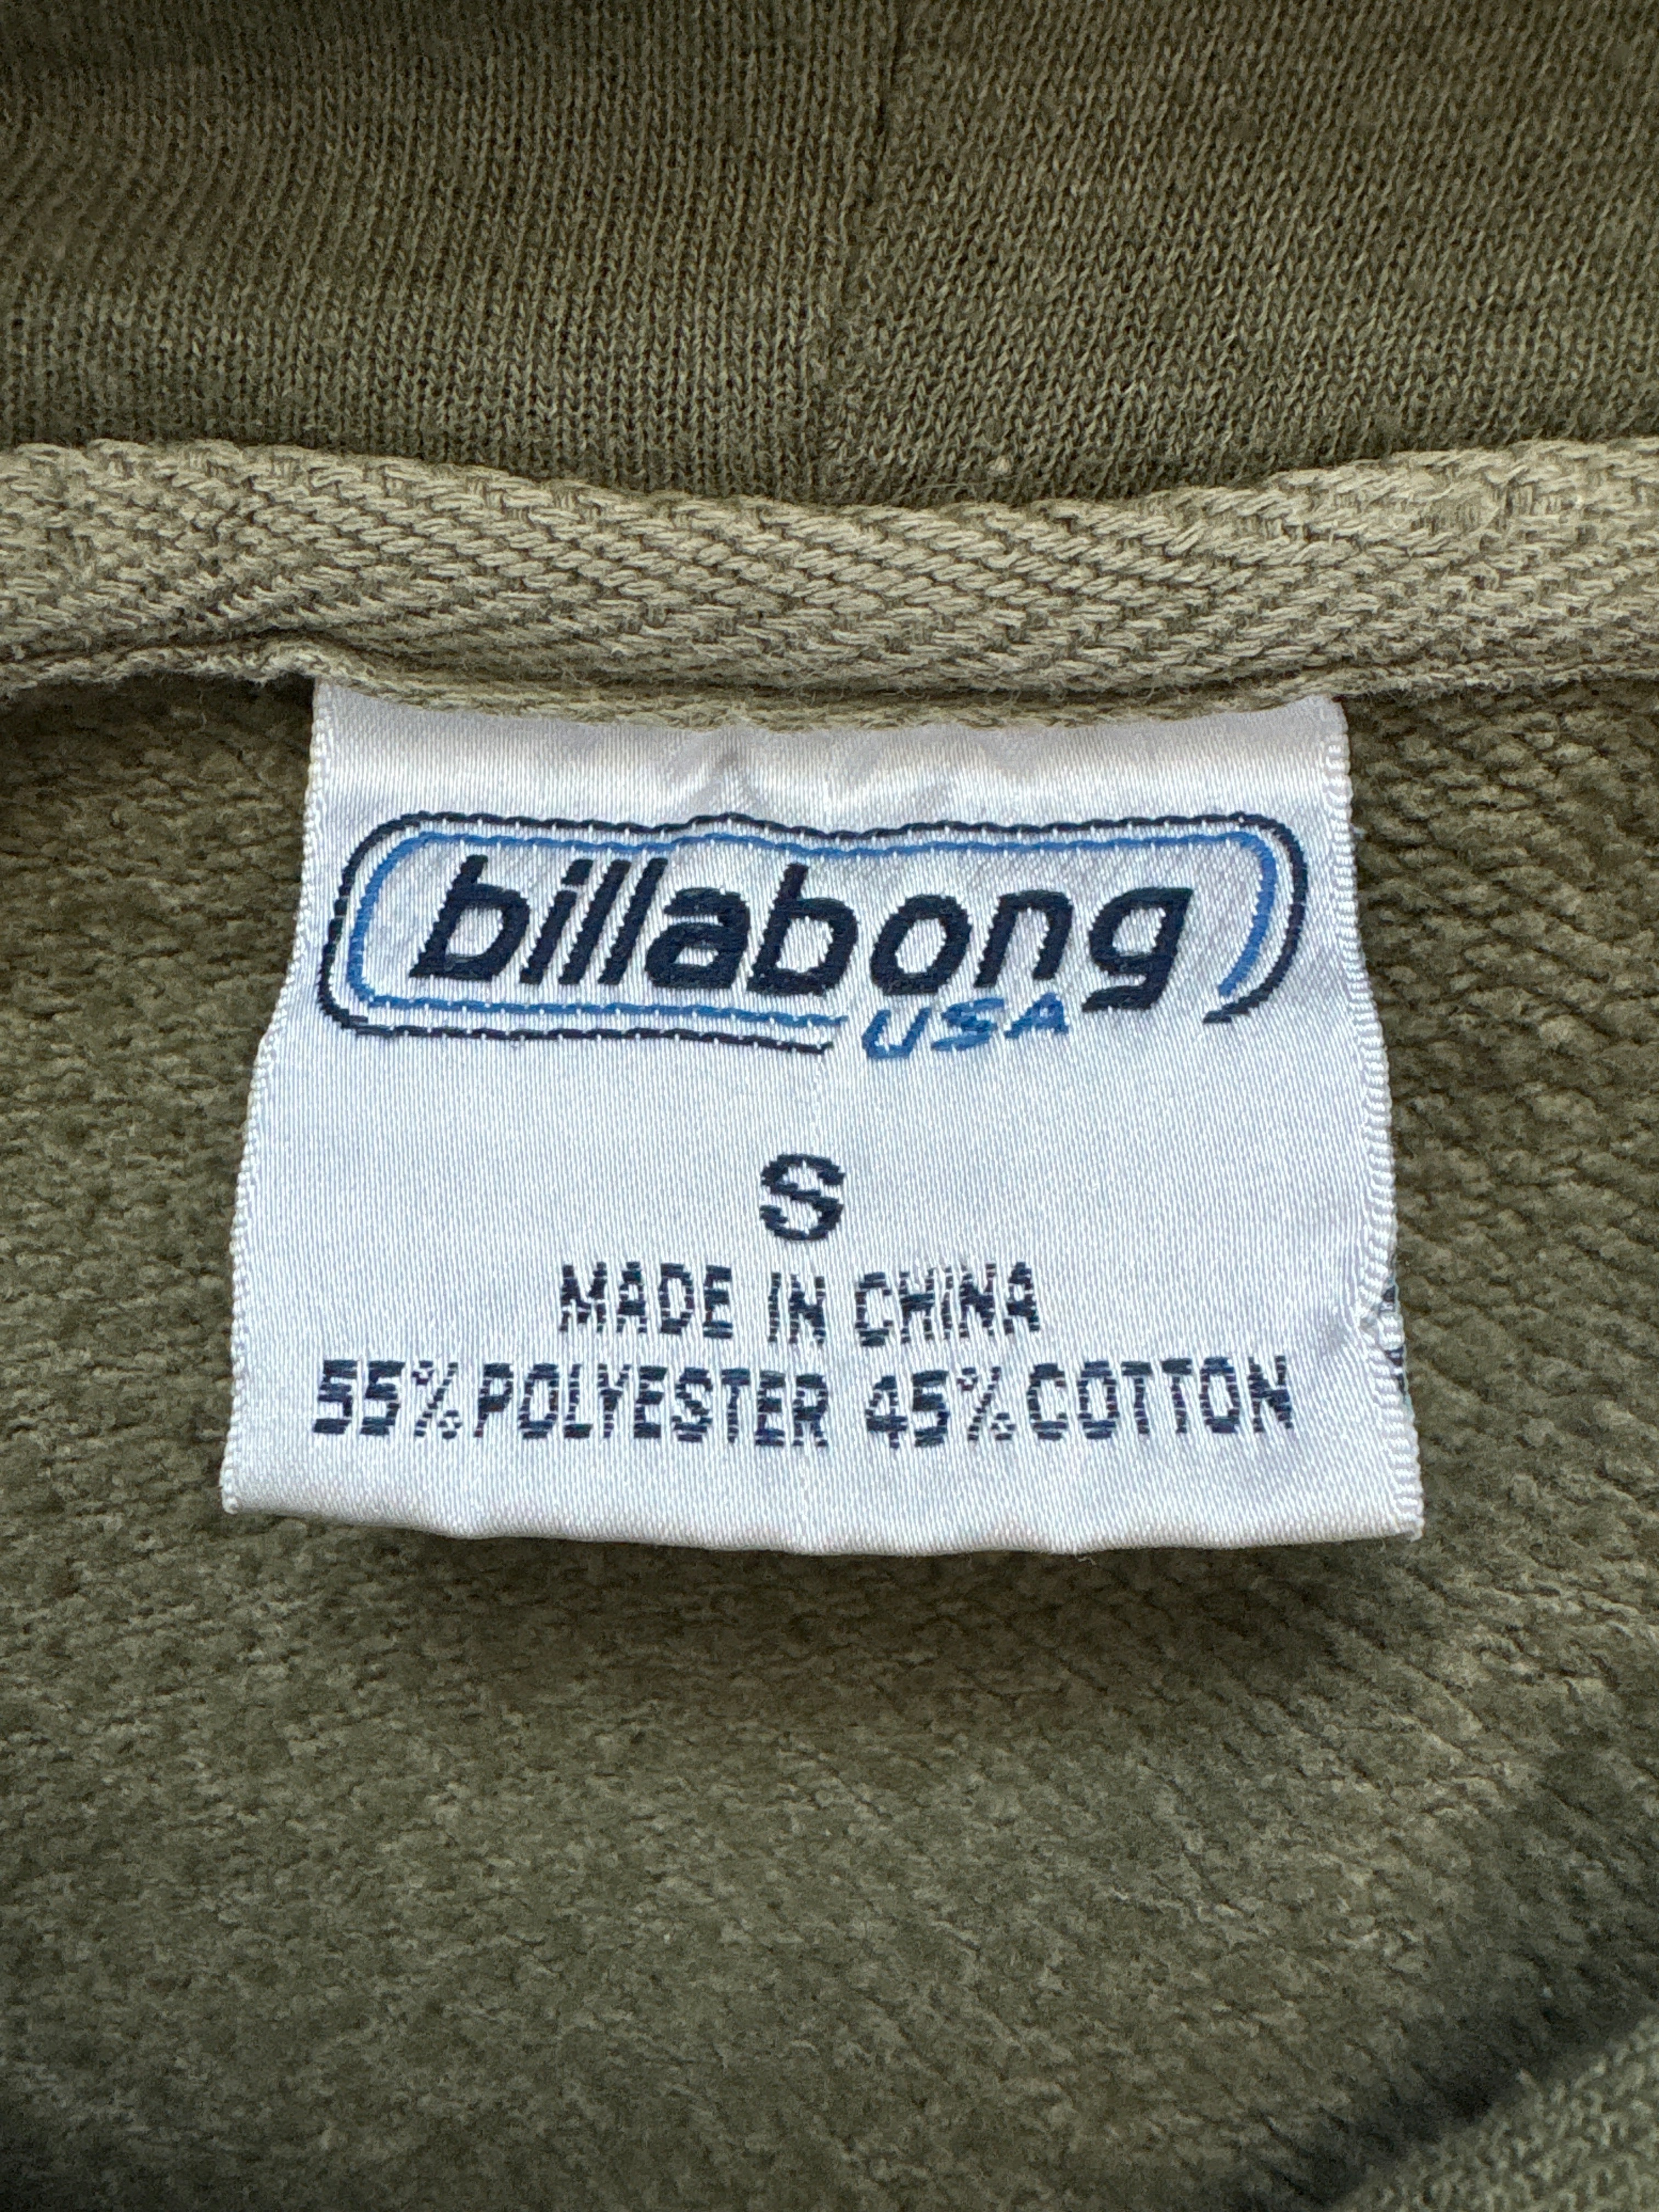 billabong
USA
S
MADE IN CHINA
55% POLYESTER 45% COTTON